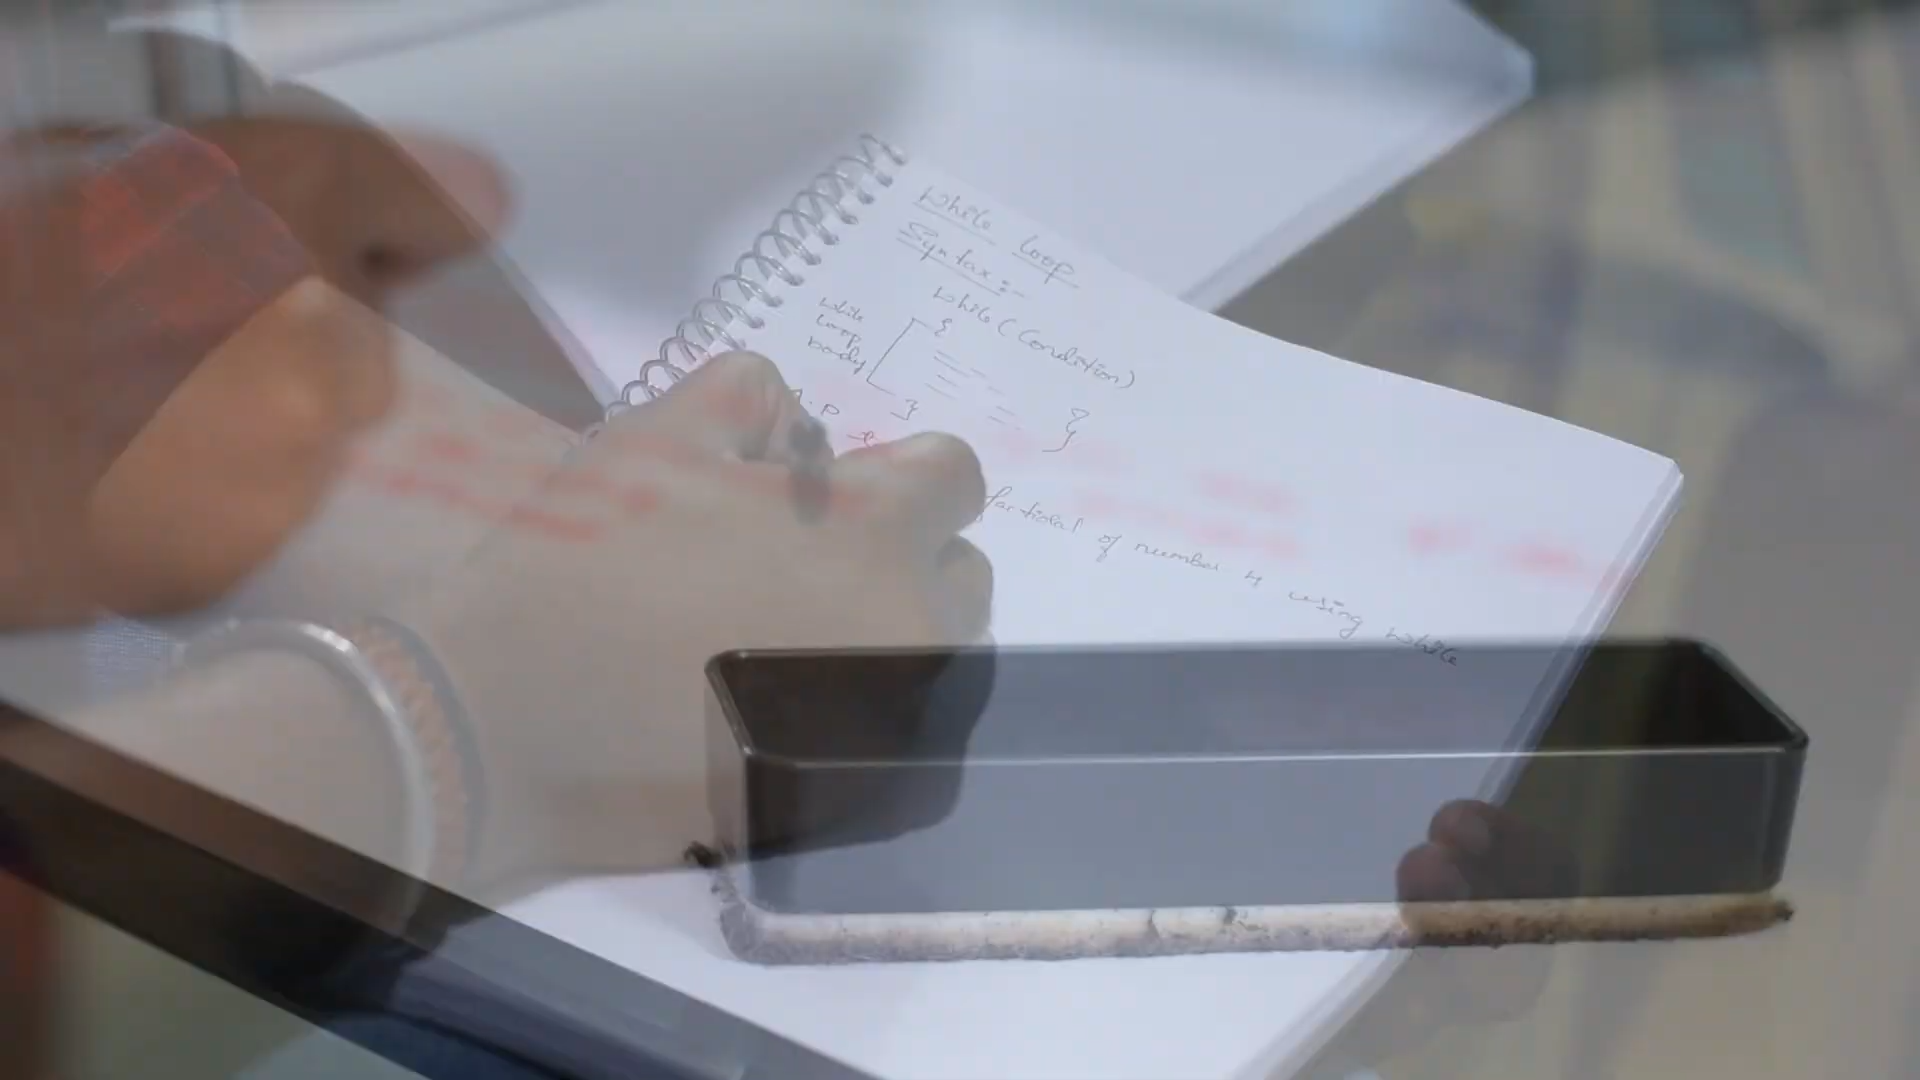 While Loop
Syntax:-
While (Condition)
{
While
Loop
body
}
}
A.P
factorial of number 4 using while